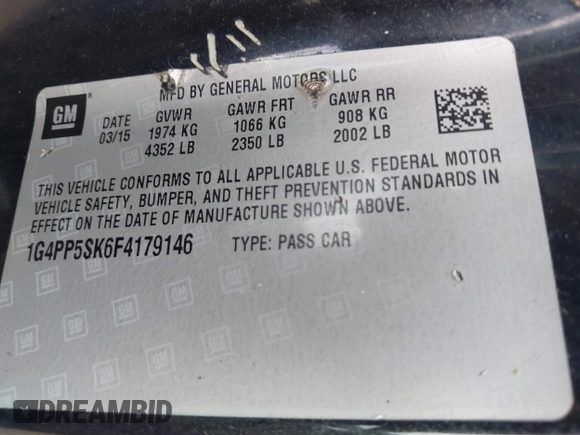 MFD BY GENERAL MOTORS LLC
GM
DATE GVWR GAWR FRT GAWR RR
03/15 1974 KG 1066 KG 908 KG
4352 LB 2350 LB 2002 LB
THIS VEHICLE CONFORMS TO ALL APPLICABLE U.S. FEDERAL MOTOR
VEHICLE SAFETY, BUMPER, AND THEFT PREVENTION STANDARDS IN
EFFECT ON THE DATE OF MANUFACTURE SHOWN ABOVE.
1G4PP5SK6F4179146 TYPE: PASS CAR
DREAMBID